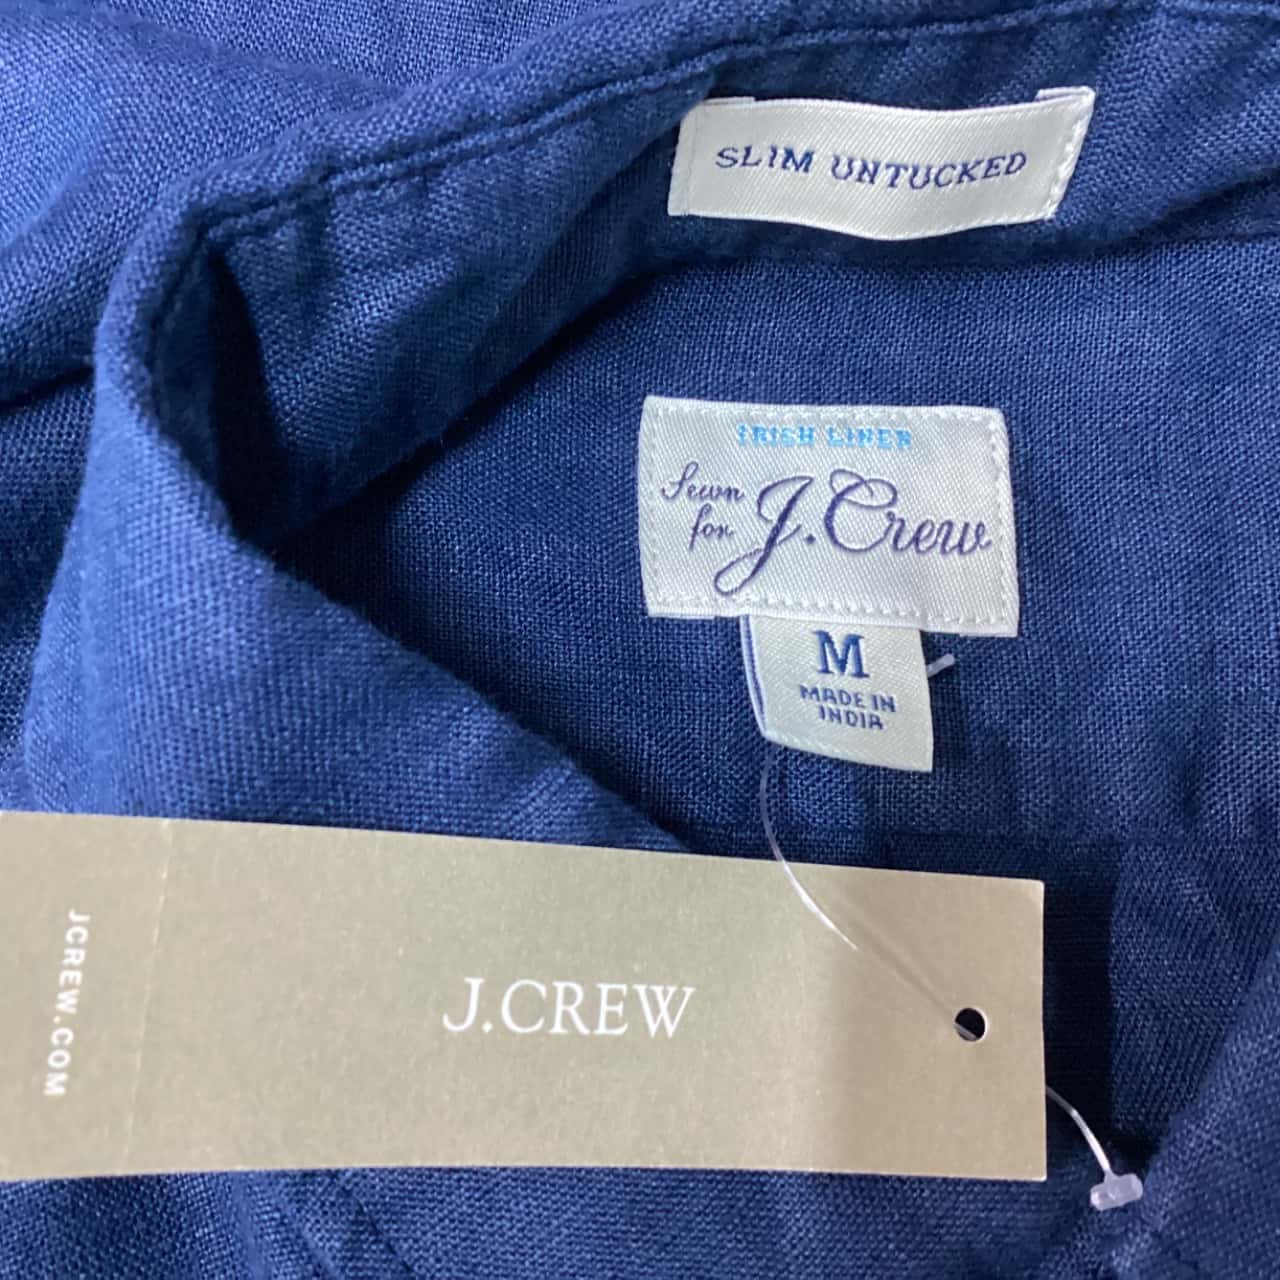 SLIM UNTUCKED
IRISH LINEN
Sewn for J.Crew
M
MADE IN
INDIA
J.CREW
JCREW.COM